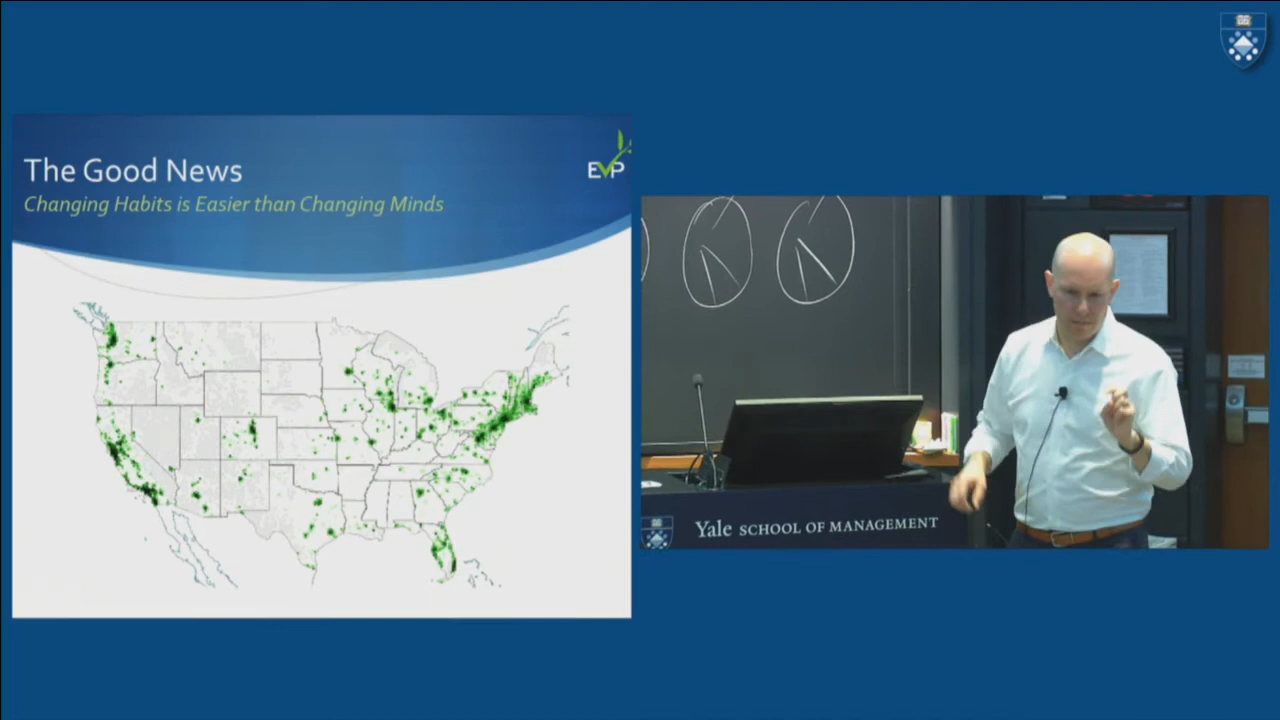 The Good News
EVP
Changing Habits is Easier than Changing Minds
Yale SCHOOL OF MANAGEMENT